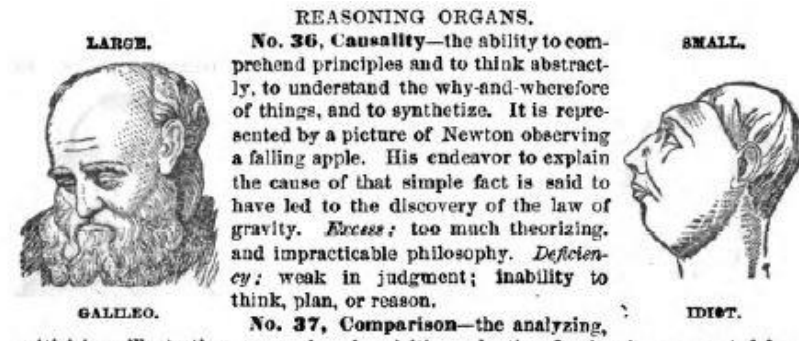 REASONING ORGANS.
LARGE.
No. 36, Causality—the ability to com-
prehend principles and to think abstract-
ly, to understand the why-and-wherefore
of things, and to synthetize. It is repre-
sented by a picture of Newton observing
a falling apple. His endeavor to explain
the cause of that simple fact is said to
have led to the discovery of the law of
gravity. Excess; too much theorizing,
and impracticable philosophy. Deficien-
cy; weak in judgment; inability to
think, plan, or reason.
No. 37, Comparison—the analyzing,
GALILEO.
SMALL.
IDIOT.